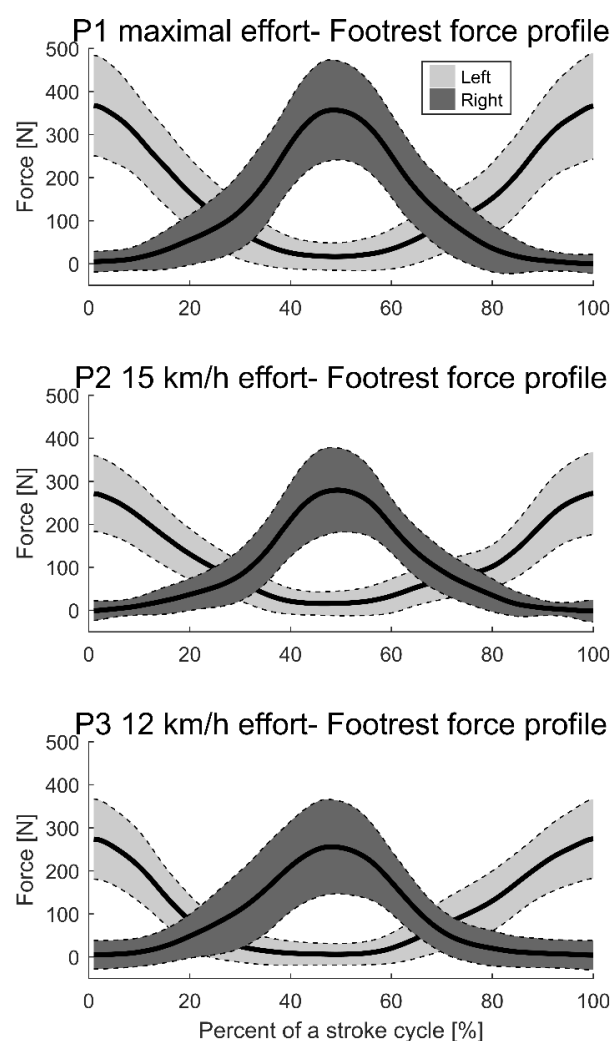 P1 maximal effort- Footrest force profile
500
400
300
200
100
0
Force [N]
Left
Right
0 20 40 60 80 100
P2 15 km/h effort- Footrest force profile
500
400
300
200
100
0
Force [N]
0 20 40 60 80 100
P3 12 km/h effort- Footrest force profile
500
400
300
200
100
0
Force [N]
0 20 40 60 80 100
Percent of a stroke cycle [%]